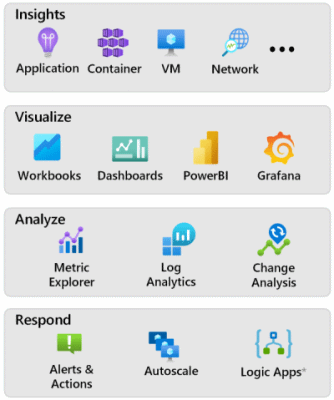 Insights
Application Container VM Network •••
Visualize
Workbooks Dashboards PowerBI Grafana
Analyze
Metric Explorer Log Analytics Change Analysis
Respond
Alerts & Actions Autoscale Logic Apps*